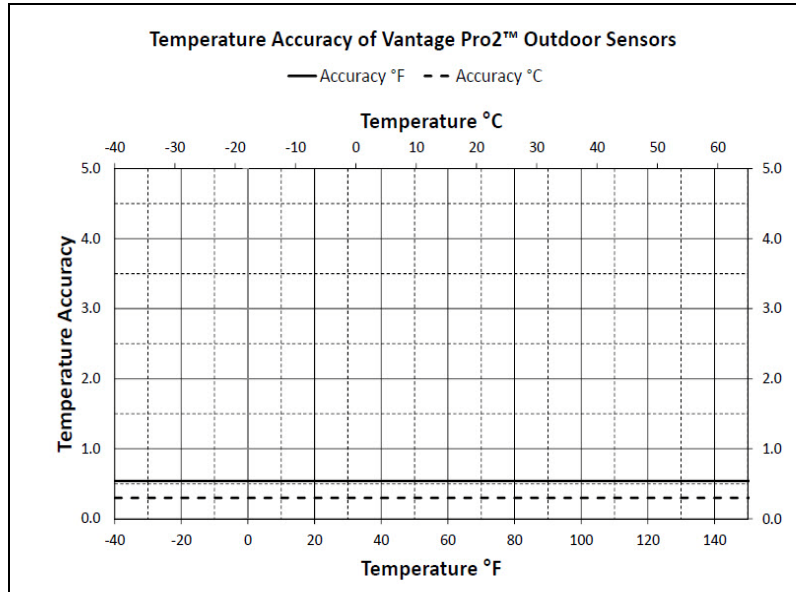 Temperature Accuracy of Vantage Pro2™ Outdoor Sensors
Accuracy °F Accuracy °C
Temperature °C
-40 -30 -20 -10 0 10 20 30 40 50 60
5.0 5.0
4.0 4.0
3.0 3.0
2.0 2.0
1.0 1.0
0.0 0.0
Temperature Accuracy
-40 -20 0 20 40 60 80 100 120 140
Temperature °F